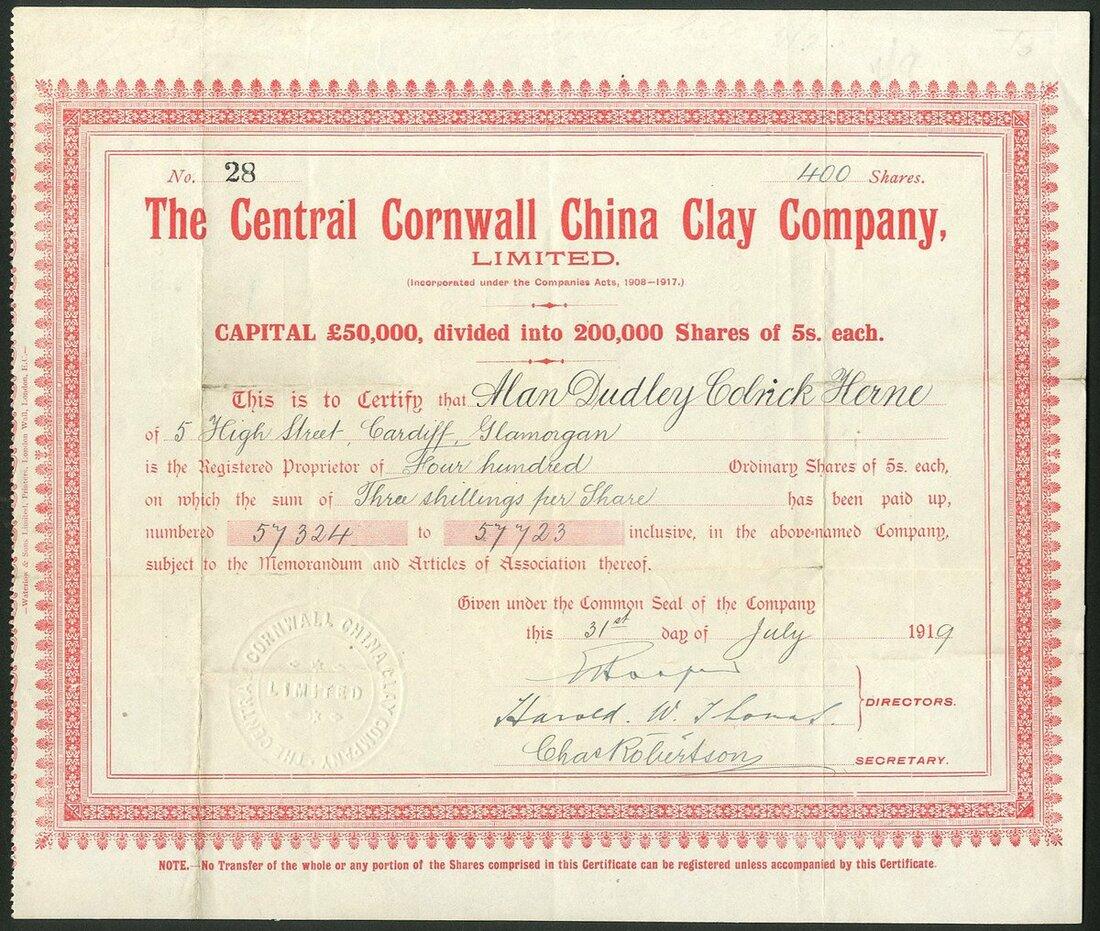 No. 28 400 Shares.
The Central Cornwall China Clay Company,
LIMITED.
(Incorporated under the Companies Acts, 1908—1917.)
CAPITAL £50,000, divided into 200,000 Shares of 5s. each.
This is to Certify that Alan Dudley Herne
of 5 High Street, Cardiff, Glamorgan
is the Registered Proprietor of Four hundred Ordinary Shares of 5s. each,
on which the sum of Three shillings per Share has been paid up,
numbered 57324 to 57723 inclusive, in the above-named Company,
subject to the Memorandum and Articles of Association thereof.
Given under the Common Seal of the Company
this 31st day of July 1919
Harold. W. Thomas. DIRECTORS.
Chas Robertson SECRETARY.
THE CENTRAL CORNWALL CHINA CLAY COMPANY
LIMITED
NOTE.—No Transfer of the whole or any portion of the Shares comprised in this Certificate can be registered unless accompanied by this Certificate.
—Waterlow & Sons Limited, Printers, London Wall, London, E.C.—